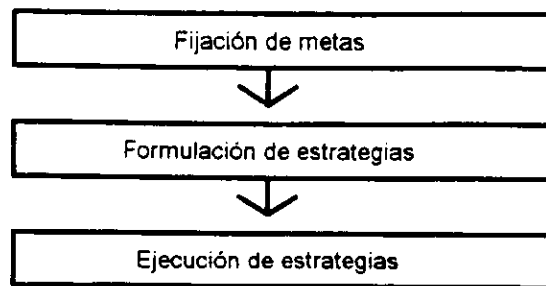 Fijación de metas
Formulación de estrategias
Ejecución de estrategias